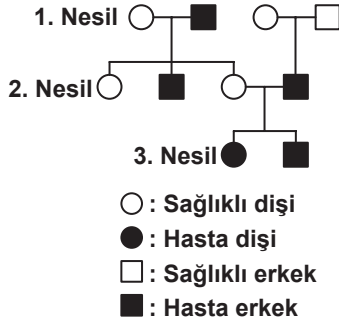 1. Nesil
2. Nesil
3. Nesil
: Sağlıklı dişi
: Hasta dişi
: Sağlıklı erkek
: Hasta erkek